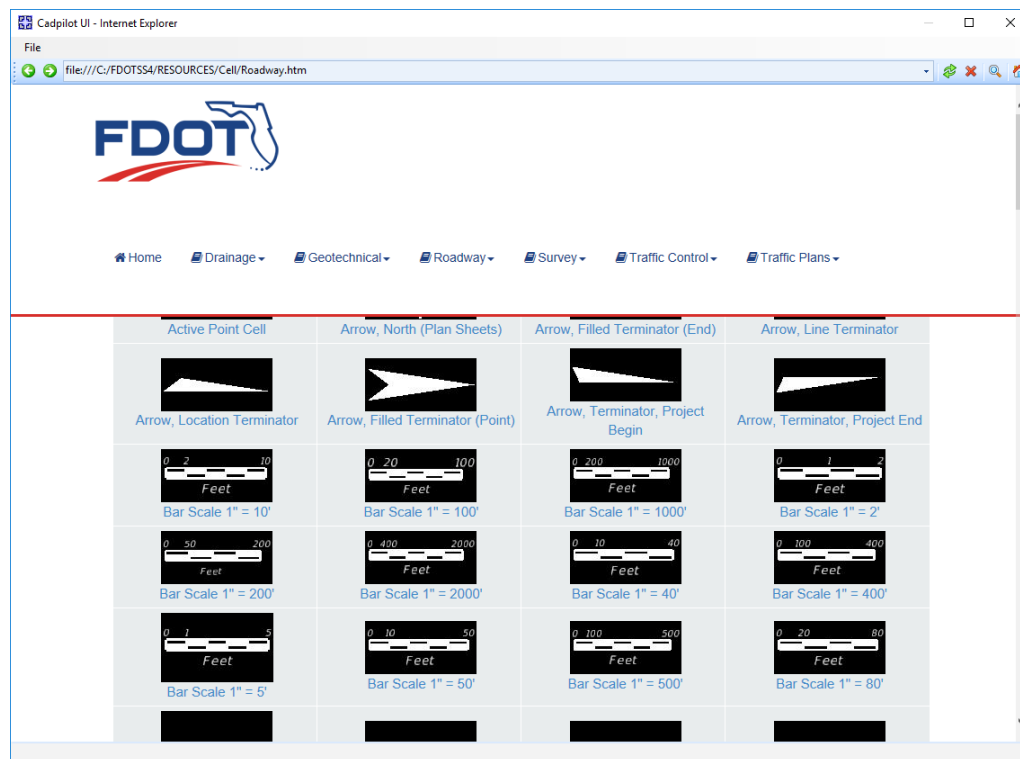 Cadpilot UI - Internet Explorer
File
file:///C:/FDOTSS4/RESOURCES/Cell/Roadway.htm
FDOT
Home Drainage Geotechnical Roadway Survey Traffic Control Traffic Plans
Active Point Cell Arrow, North (Plan Sheets) Arrow, Filled Terminator (End) Arrow, Line Terminator
Arrow, Location Terminator Arrow, Filled Terminator (Point) Arrow, Terminator, Project Begin Arrow, Terminator, Project End
0 2 10 0 20 100 0 200 1000 0 1 2
Feet Feet Feet Feet
Bar Scale 1" = 10' Bar Scale 1" = 100' Bar Scale 1" = 1000' Bar Scale 1" = 2'
0 50 200 0 400 2000 0 10 40 0 100 400
Feet Feet Feet Feet
Bar Scale 1" = 200' Bar Scale 1" = 2000' Bar Scale 1" = 40' Bar Scale 1" = 400'
0 1 5 0 10 50 0 100 500 0 20 80
Feet Feet Feet Feet
Bar Scale 1" = 5' Bar Scale 1" = 50' Bar Scale 1" = 500' Bar Scale 1" = 80'